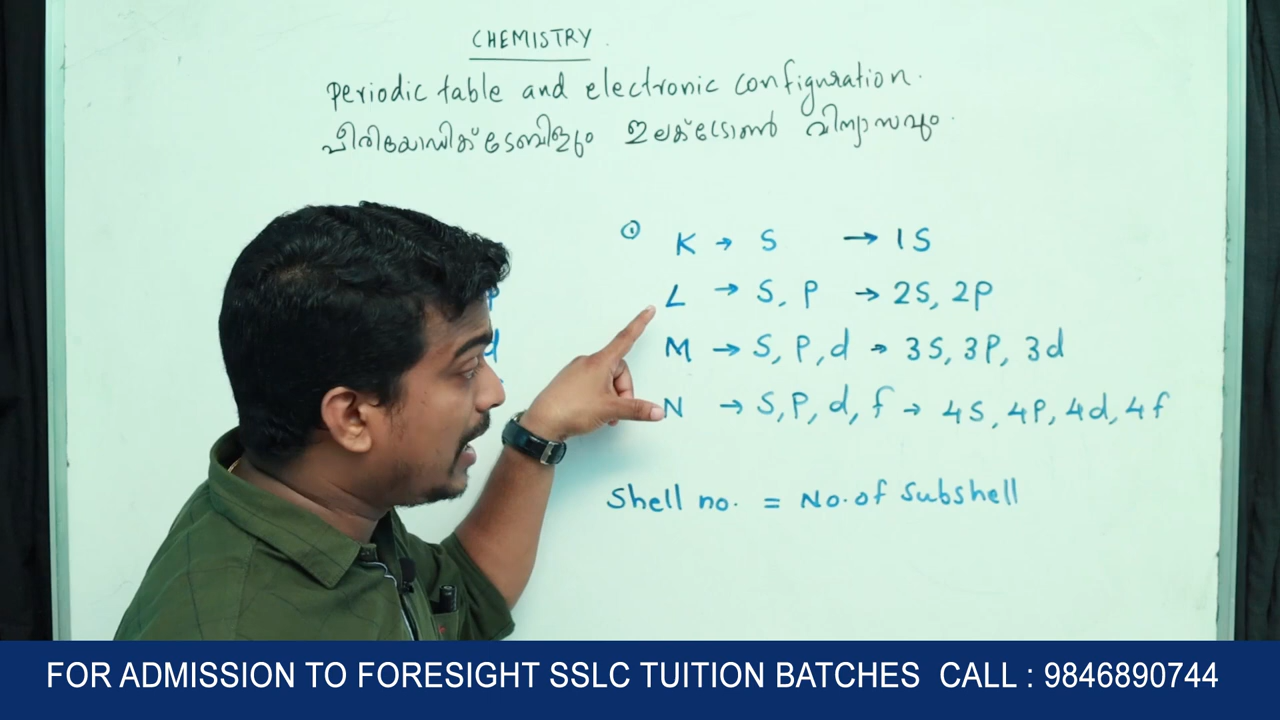 CHEMISTRY.
Periodic table and electronic configuration.
പീരിയോഡിക് ടേബിളും ഇലക്ട്രോൺ വിന്യാസവും.
① K → S → 1S
p L → S, P → 2S, 2P
d M → S, P, d → 3S, 3P, 3d
N → S, P, d, f → 4S, 4P, 4d, 4f
Shell no. = No. of Subshell
FOR ADMISSION TO FORESIGHT SSLC TUITION BATCHES CALL : 9846890744